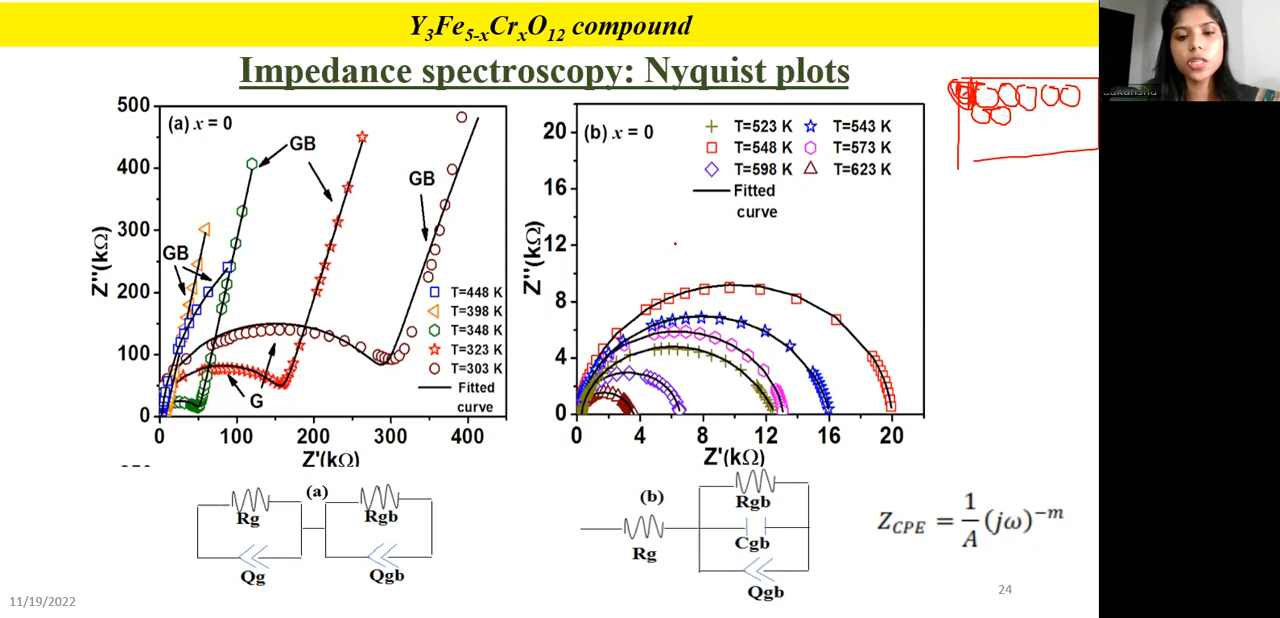 Y3Fe5-xCrxO12 compound
Impedance spectroscopy: Nyquist plots
aakansha
(a) x = 0
GB
GB
GB
G
500
400
300
200
100
0
Z''(kΩ)
T=448 K
T=398 K
T=348 K
T=323 K
T=303 K
Fitted
curve
0 100 200 300 400
Z'(kΩ)
(b) x = 0
20
16
12
8
4
0
Z''(kΩ)
T=523 K T=543 K
T=548 K T=573 K
T=598 K T=623 K
Fitted
curve
0 4 8 12 16 20
Z'(kΩ)
(a)
Rg Rgb
Qg Qgb
(b)
Rg
Rgb
Cgb
Qgb
Z_CPE = 1/A (jω)^−m
11/19/2022
24